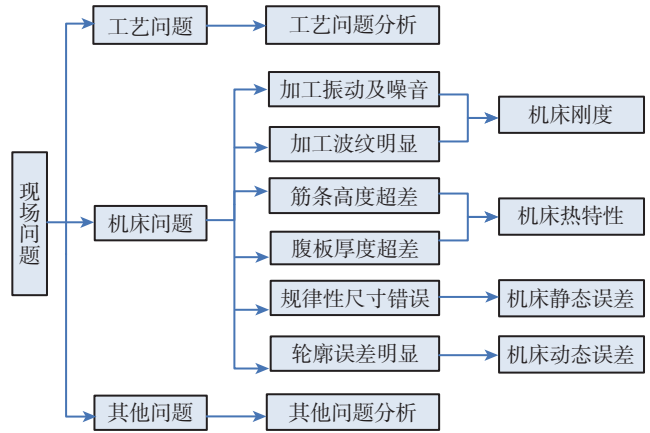 工艺问题
工艺问题分析
加工振动及噪音
机床刚度
加工波纹明显
现场问题
筋条高度超差
机床问题
机床热特性
腹板厚度超差
规律性尺寸错误
机床静态误差
轮廓误差明显
机床动态误差
其他问题
其他问题分析